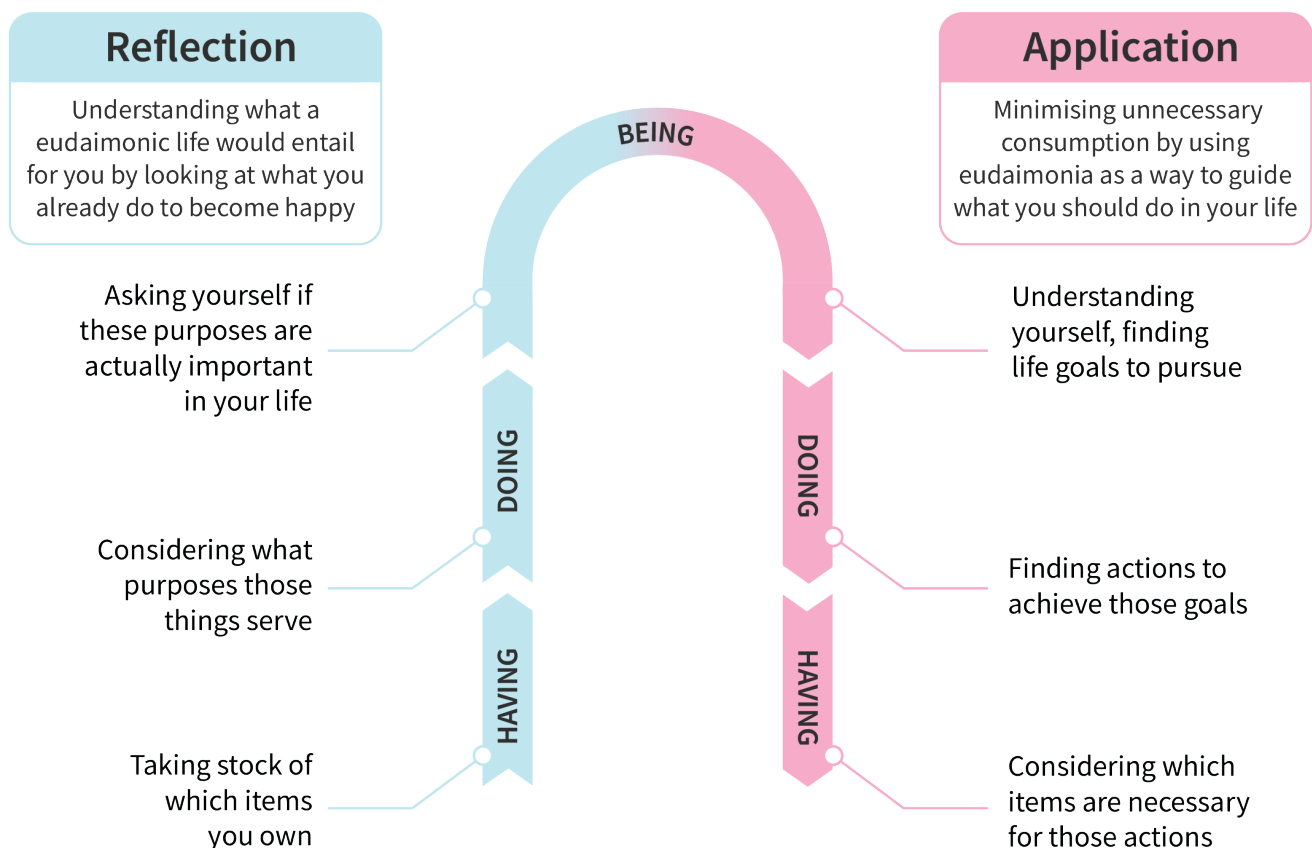 Reflection
Understanding what a
eudaimonic life would entail
for you by looking at what you
already do to become happy
Application
Minimising unnecessary
consumption by using
eudaimonia as a way to guide
what you should do in your life
BEING
Asking yourself if
these purposes are
actually important
in your life
Understanding
yourself, finding
life goals to pursue
DOING
DOING
Considering what
purposes those
things serve
Finding actions to
achieve those goals
HAVING
HAVING
Taking stock of
which items
you own
Considering which
items are necessary
for those actions